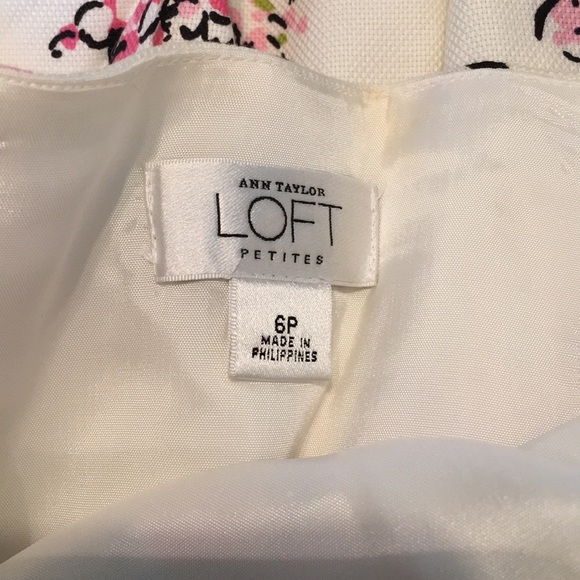 ANN TAYLOR
LOFT
PETITES
6P
MADE IN
PHILIPPINES